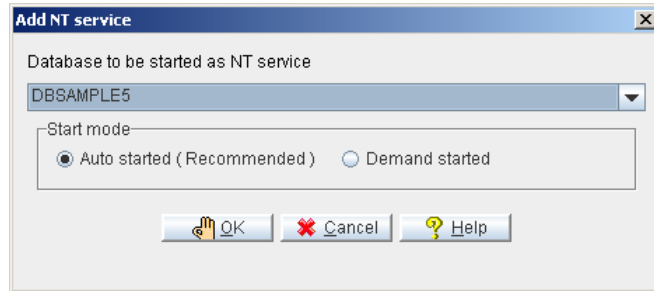 Add NT service
Database to be started as NT service
DBSAMPLE5
Start mode
Auto started ( Recommended ) Demand started
OK Cancel Help